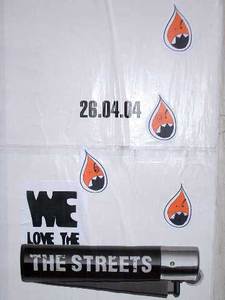 26.04.04
WE
LOVE THE
THE STREETS